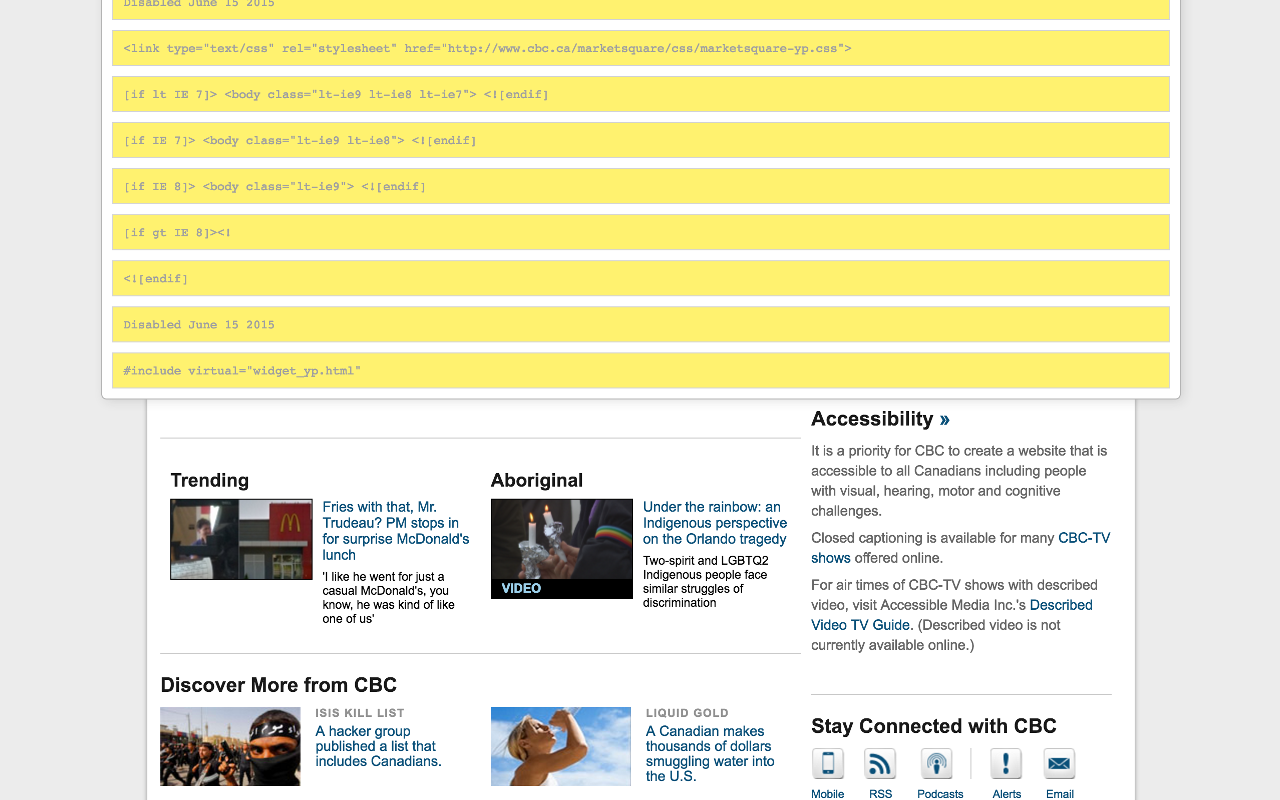 Disabled June 15 2015
<link type="text/css" rel="stylesheet" href="http://www.cbc.ca/marketsquare/css/marketsquare-yp.css">
[if lt IE 7]> <body class="lt-ie9 lt-ie8 lt-ie7"> <![endif]
[if IE 7]> <body class="lt-ie9 lt-ie8"> <![endif]
[if IE 8]> <body class="lt-ie9"> <![endif]
[if gt IE 8]><!
<![endif]
Disabled June 15 2015
#include virtual="widget_yp.html"
Trending
Fries with that, Mr.
Trudeau? PM stops in
for surprise McDonald's
lunch
'I like he went for just a
casual McDonald's, you
know, he was kind of like
one of us'
Aboriginal
VIDEO
Under the rainbow: an
Indigenous perspective
on the Orlando tragedy
Two-spirit and LGBTQ2
Indigenous people face
similar struggles of
discrimination
Discover More from CBC
ISIS KILL LIST
A hacker group
published a list that
includes Canadians.
LIQUID GOLD
A Canadian makes
thousands of dollars
smuggling water into
the U.S.
Accessibility »
It is a priority for CBC to create a website that is
accessible to all Canadians including people
with visual, hearing, motor and cognitive
challenges.
Closed captioning is available for many CBC-TV
shows offered online.
For air times of CBC-TV shows with described
video, visit Accessible Media Inc.'s Described
Video TV Guide. (Described video is not
currently available online.)
Stay Connected with CBC
Mobile RSS Podcasts Alerts Email